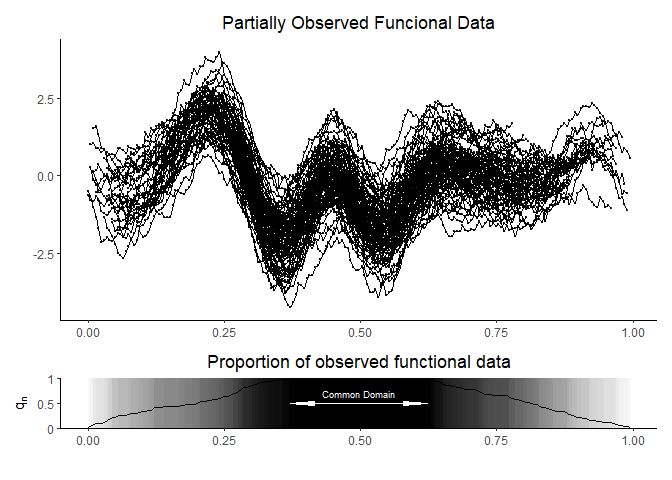 Partially Observed Funcional Data
2.5
0.0
-2.5
0.00 0.25 0.50 0.75 1.00
Proportion of observed functional data
1
0.5
0
qn
Common Domain
0.00 0.25 0.50 0.75 1.00